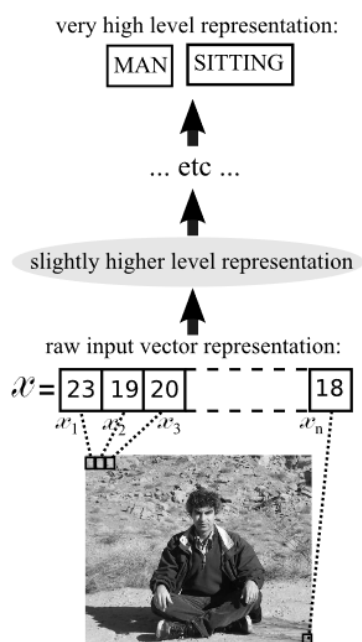 very high level representation:
MAN SITTING
... etc ...
slightly higher level representation
raw input vector representation:
x = 23 19 20 18
x1 x2 x3 xn